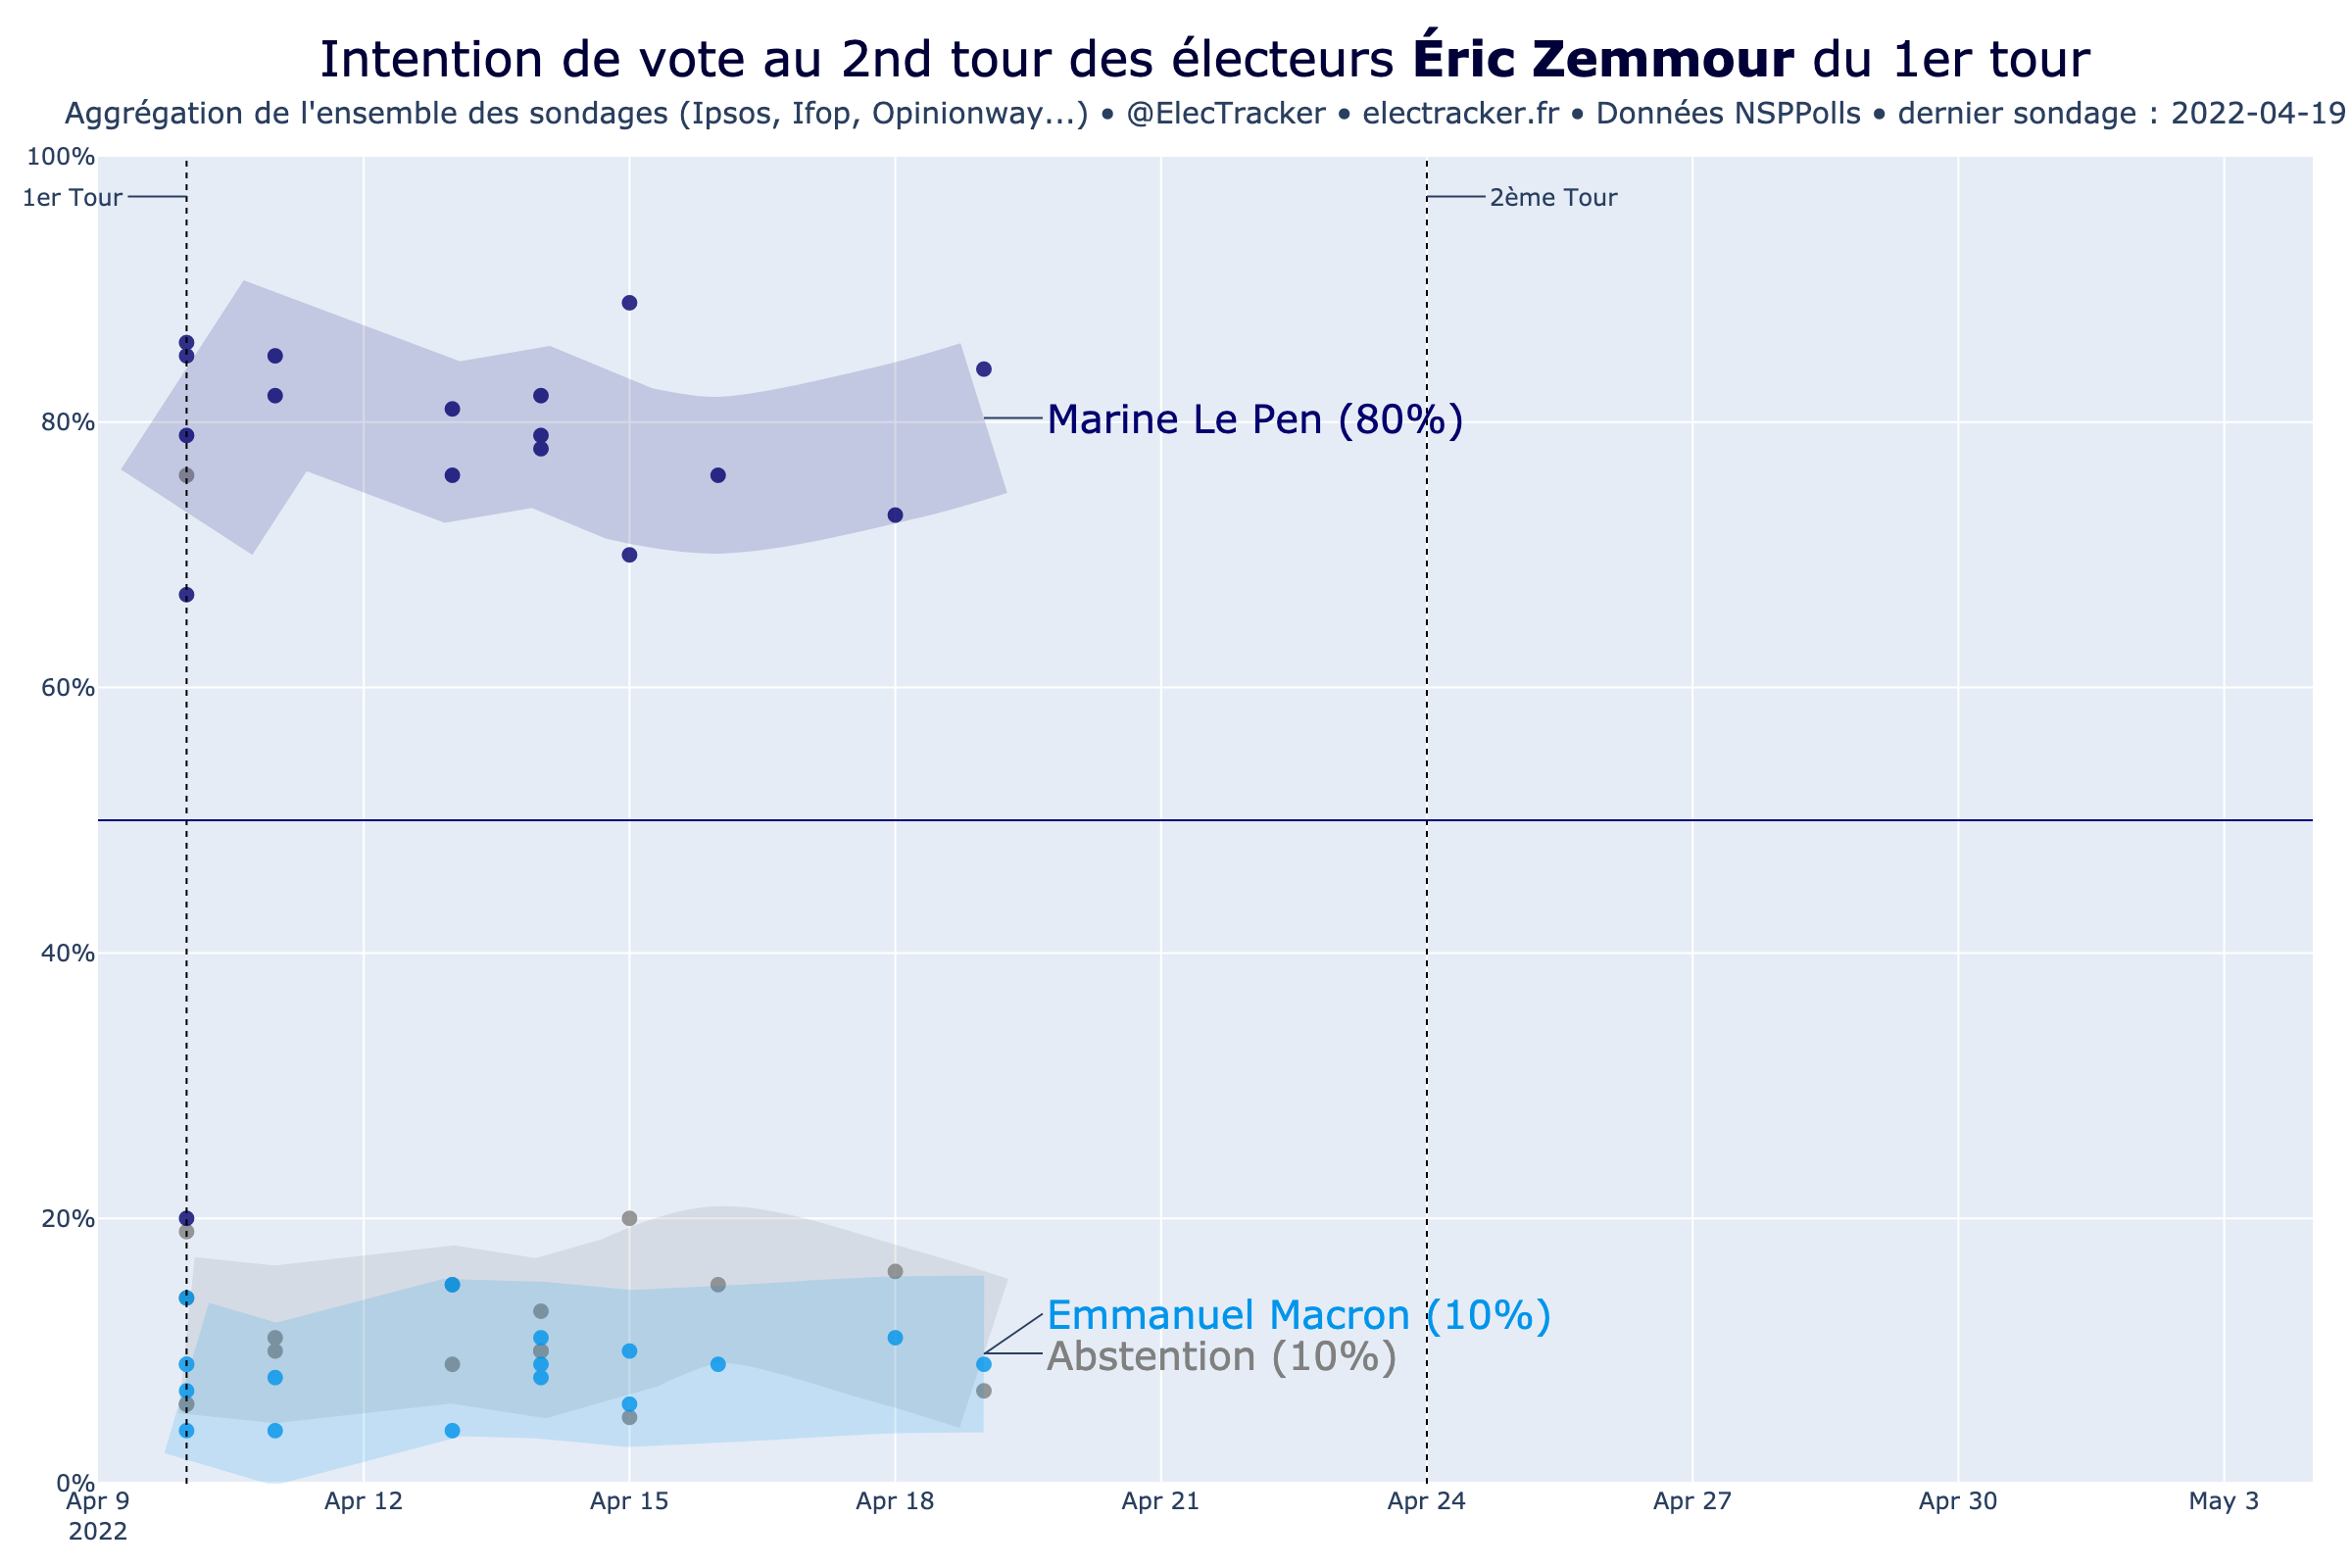 Intention de vote au 2nd tour des électeurs Éric Zemmour du 1er tour
Aggrégation de l'ensemble des sondages (Ipsos, Ifop, Opinionway...) • @ElecTracker • electracker.fr • Données NSPPolls • dernier sondage : 2022-04-19
100%
1er Tour
2ème Tour
80%
Marine Le Pen (80%)
60%
40%
20%
Emmanuel Macron (10%)
Abstention (10%)
0%
Apr 9
2022
Apr 12
Apr 15
Apr 18
Apr 21
Apr 24
Apr 27
Apr 30
May 3